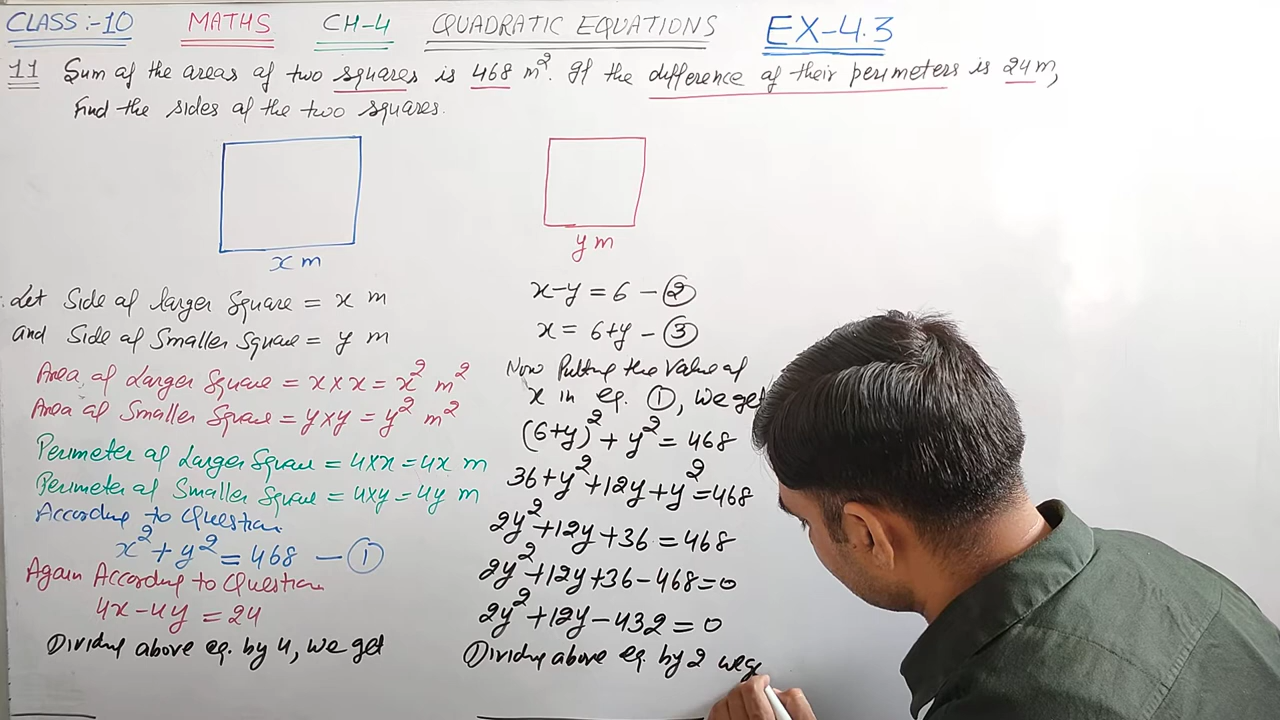 CLASS:-10 MATHS CH-4 QUADRATIC EQUATIONS EX-4.3
11 Sum of the areas of two squares is 468 m². If the difference of their perimeters is 24m,
find the sides of the two squares.
x m
y m
Let Side of larger Square = x m
and Side of Smaller Square = y m
Area of Larger Square = x×x = x² m²
Area of Smaller Square = y×y = y² m²
Perimeter of Larger Square = 4×x = 4x m
Perimeter of Smaller Square = 4×y = 4y m
According to Question
x² + y² = 468 — ①
Again According to Question
4x-4y = 24
Dividing above eq. by 4, we get
x-y = 6 — ②
x = 6+y — ③
Now Putting the Value of
x in eq. ①, we get
(6+y)² + y² = 468
36+y²+12y+y² = 468
2y²+12y+36 = 468
2y²+12y+36-468=0
2y²+12y-432 = 0
Dividing above eq. by 2 we